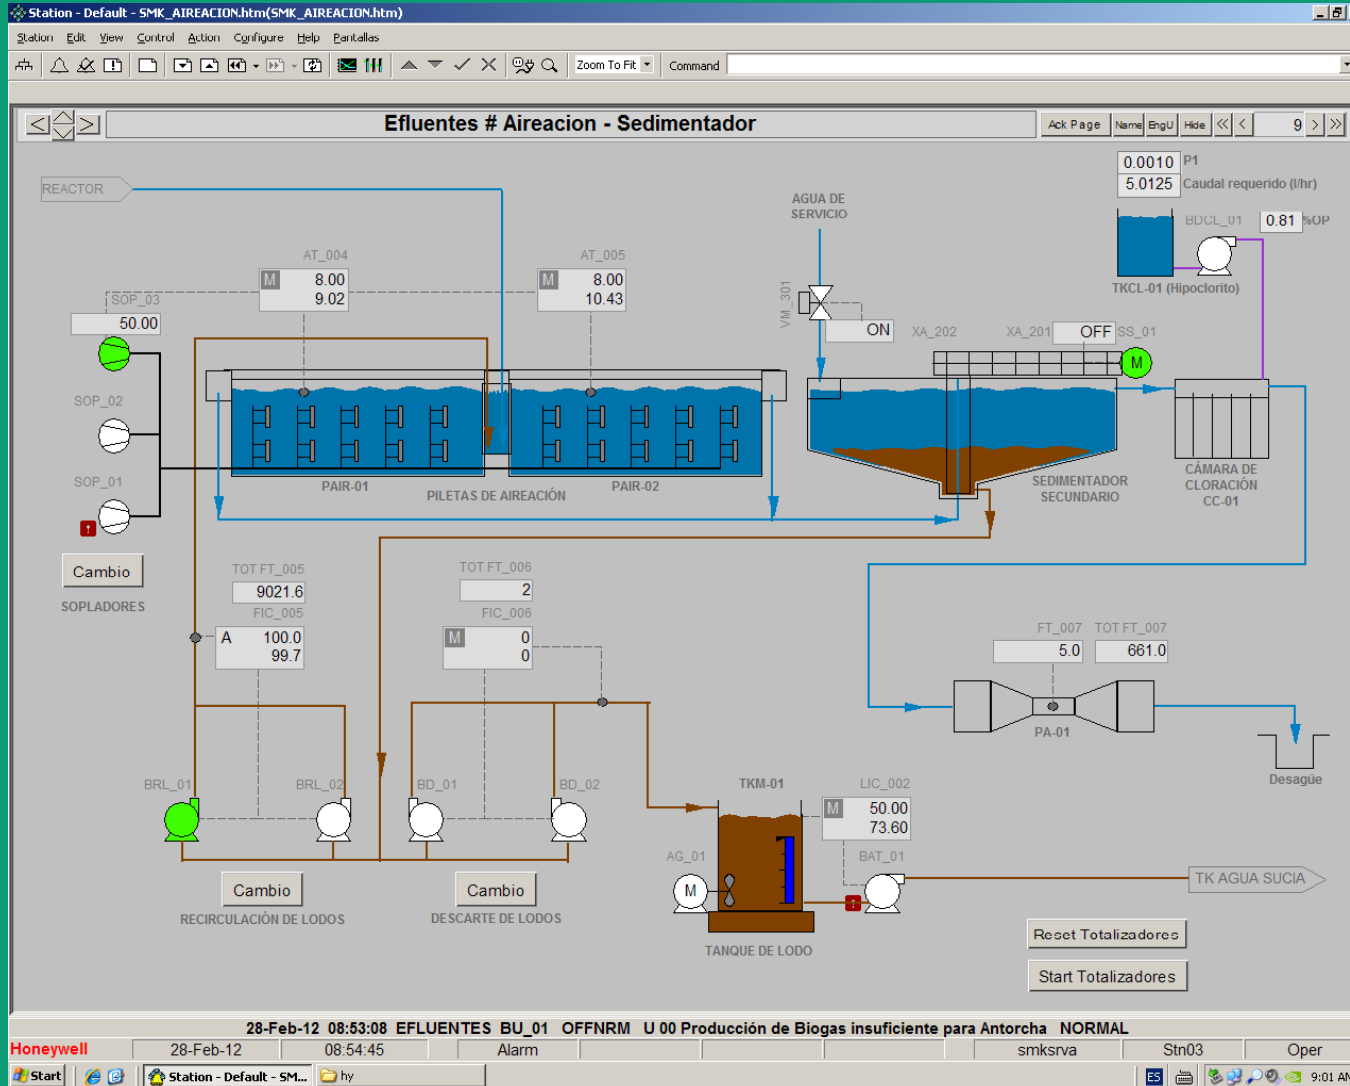 Station - Default - SMK_AIREACION.htm(SMK_AIREACION.htm)
Station Edit View Control Action Configure Help Pantallas
Zoom To Fit Command
Efluentes # Aireacion - Sedimentador
Ack Page Name EngU Hide 9
0.0010 P1
5.0125 Caudal requerido (l/hr)
REACTOR
AGUA DE
SERVICIO
BDCL_01 0.81 %OP
AT_004
AT_005
M 8.00
9.02
M 8.00
10.43
TKCL-01 (Hipoclorito)
SOP_03
50.00
VM_301
ON
XA_202
XA_201 OFF SS_01
M
SOP_02
SOP_01
PAIR-01
PILETAS DE AIREACIÓN
PAIR-02
SEDIMENTADOR
SECUNDARIO
CÁMARA DE
CLORACIÓN
CC-01
Cambio
SOPLADORES
TOT FT_005
9021.6
FIC_005
A 100.0
99.7
TOT FT_006
2
FIC_006
M 0
0
FT_007 TOT FT_007
5.0 661.0
PA-01
Desagüe
BRL_01
BRL_02
BD_01
BD_02
TKM-01
LIC_002
M 50.00
73.60
AG_01
M
BAT_01
TK AGUA SUCIA
Cambio
RECIRCULACIÓN DE LODOS
Cambio
DESCARTE DE LODOS
TANQUE DE LODO
Reset Totalizadores
Start Totalizadores
28-Feb-12 08:53:08 EFLUENTES BU_01 OFFNRM U 00 Producción de Biogas insuficiente para Antorcha NORMAL
Honeywell 28-Feb-12 08:54:45 Alarm smksrva Stn03 Oper
Start Station - Default - SM... hy ES 9:01 AM